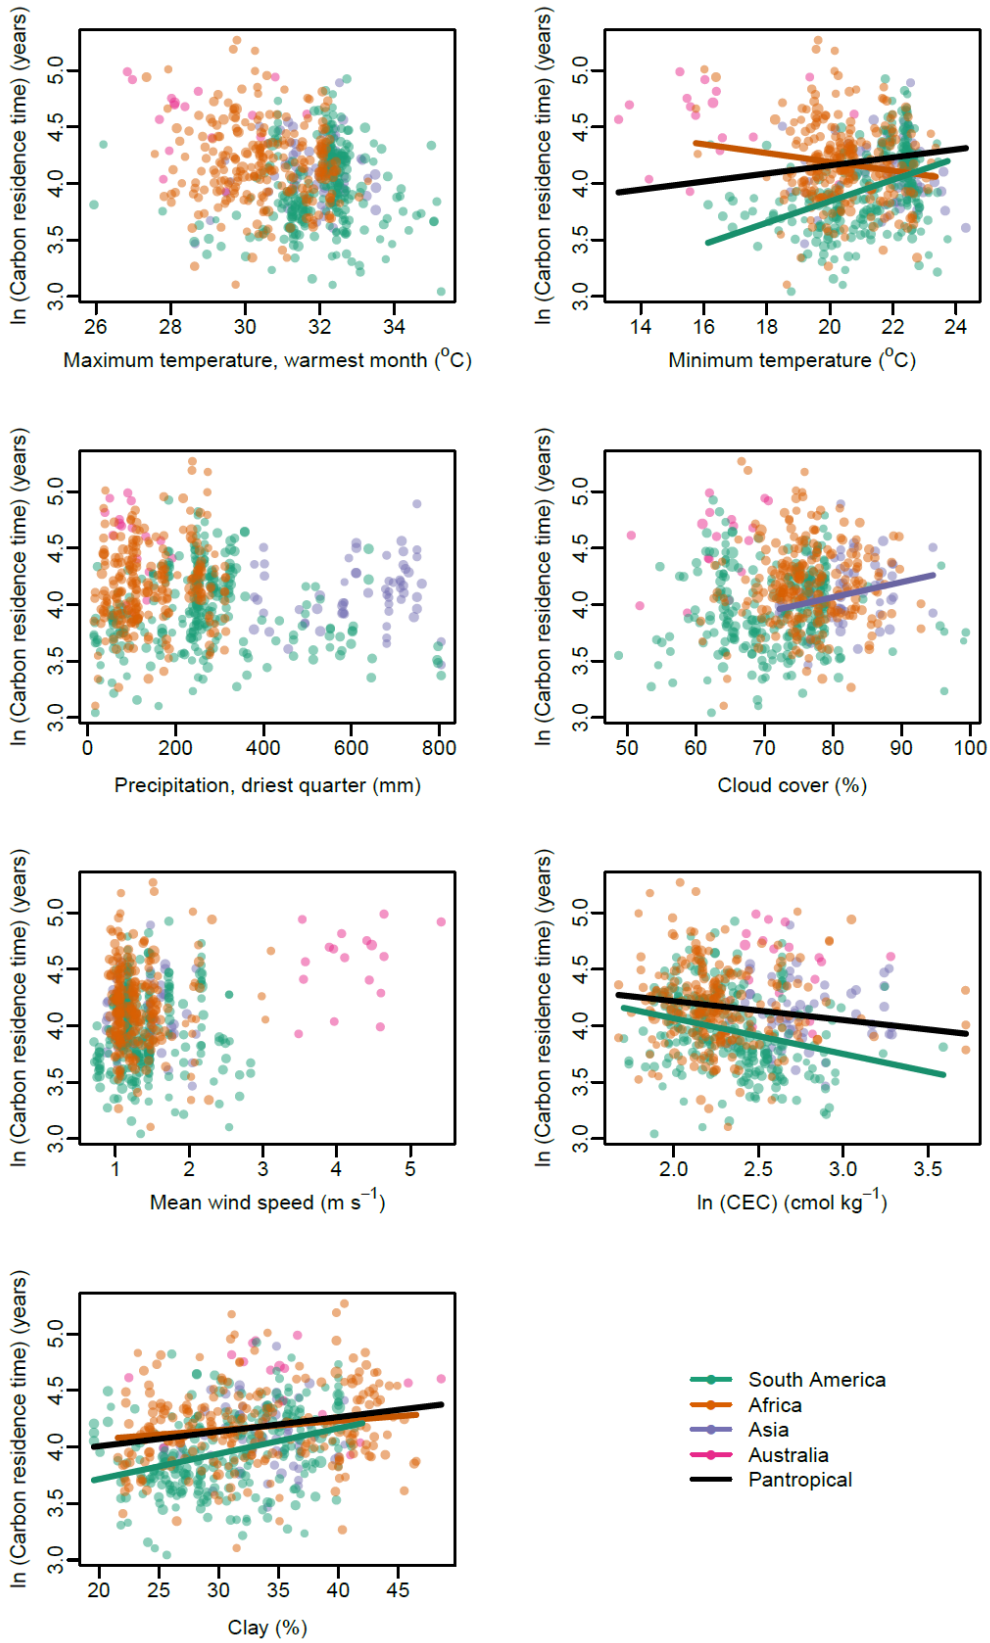 ln (Carbon residence time) (years)
3.0 3.5 4.0 4.5 5.0
26 28 30 32 34
Maximum temperature, warmest month (°C)
ln (Carbon residence time) (years)
3.0 3.5 4.0 4.5 5.0
14 16 18 20 22 24
Minimum temperature (°C)
ln (Carbon residence time) (years)
3.0 3.5 4.0 4.5 5.0
0 200 400 600 800
Precipitation, driest quarter (mm)
ln (Carbon residence time) (years)
3.0 3.5 4.0 4.5 5.0
50 60 70 80 90 100
Cloud cover (%)
ln (Carbon residence time) (years)
3.0 3.5 4.0 4.5 5.0
1 2 3 4 5
Mean wind speed (m s⁻¹)
ln (Carbon residence time) (years)
3.0 3.5 4.0 4.5 5.0
2.0 2.5 3.0 3.5
ln (CEC) (cmol kg⁻¹)
ln (Carbon residence time) (years)
3.0 3.5 4.0 4.5 5.0
20 25 30 35 40 45
Clay (%)
South America
Africa
Asia
Australia
Pantropical